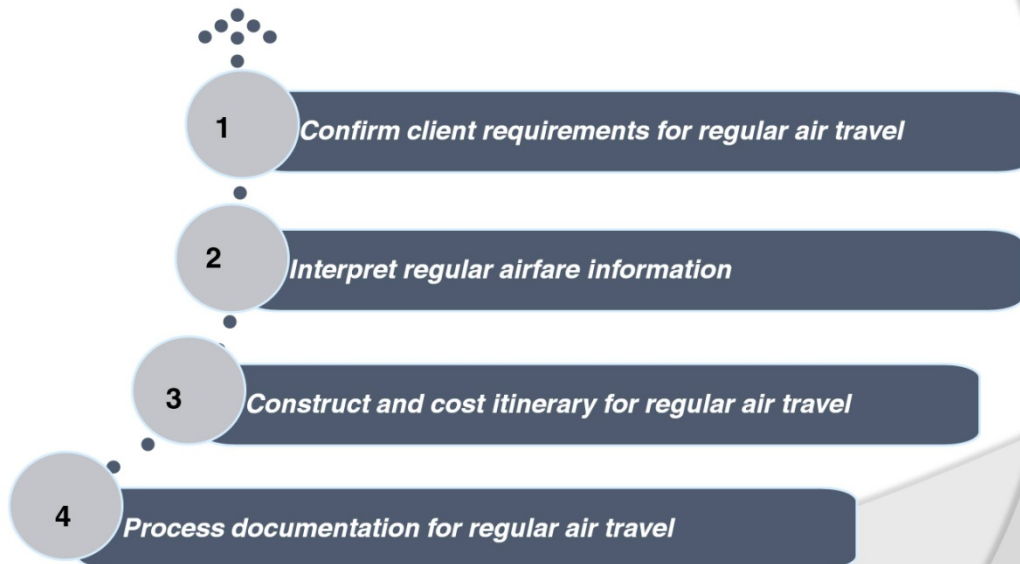 1
Confirm client requirements for regular air travel
2
Interpret regular airfare information
3
Construct and cost itinerary for regular air travel
4
Process documentation for regular air travel